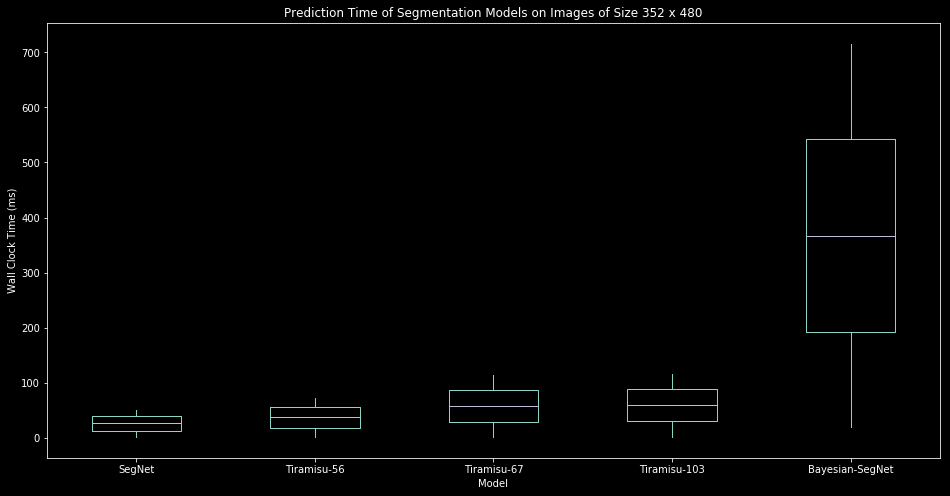 Prediction Time of Segmentation Models on Images of Size 352 x 480
Wall Clock Time (ms)
700
600
500
400
300
200
100
0
SegNet Tiramisu-56 Tiramisu-67 Tiramisu-103 Bayesian-SegNet
Model